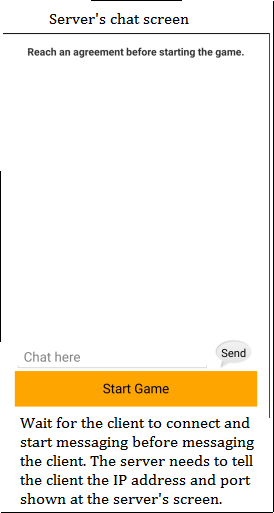 Server's chat screen
Reach an agreement before starting the game.
Chat here
Send
Start Game
Wait for the client to connect and
start messaging before messaging
the client. The server needs to tell
the client the IP address and port
shown at the server's screen.